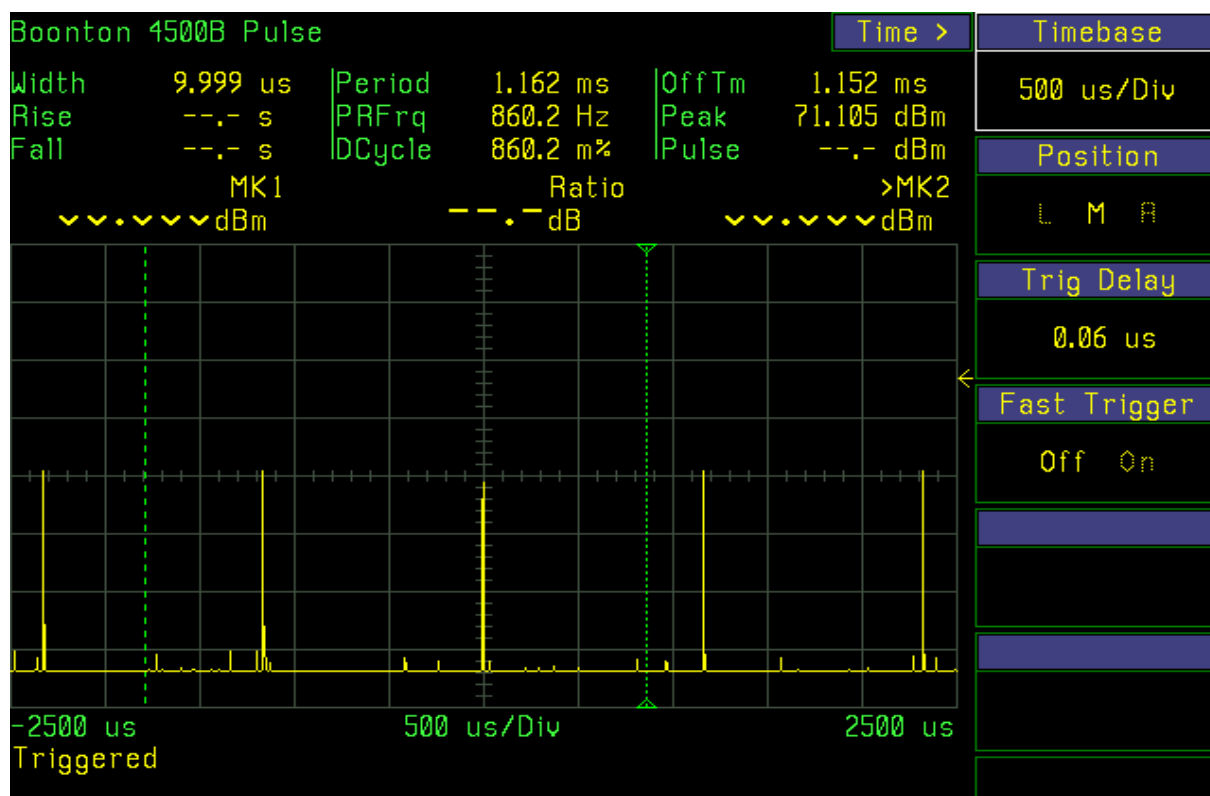 Boonton 4500B Pulse
Time >
Width 9.999 us
Period 1.162 ms
OffTm 1.152 ms
Rise --.- s
PRFrq 860.2 Hz
Peak 71.105 dBm
Fall --.- s
DCycle 860.2 m%
Pulse --.- dBm
MK1
Ratio
>MK2
dBm
--.- dB
dBm
-2500 us
500 us/Div
2500 us
Triggered
Timebase
500 us/Div
Position
L M R
Trig Delay
0.06 us
Fast Trigger
Off On